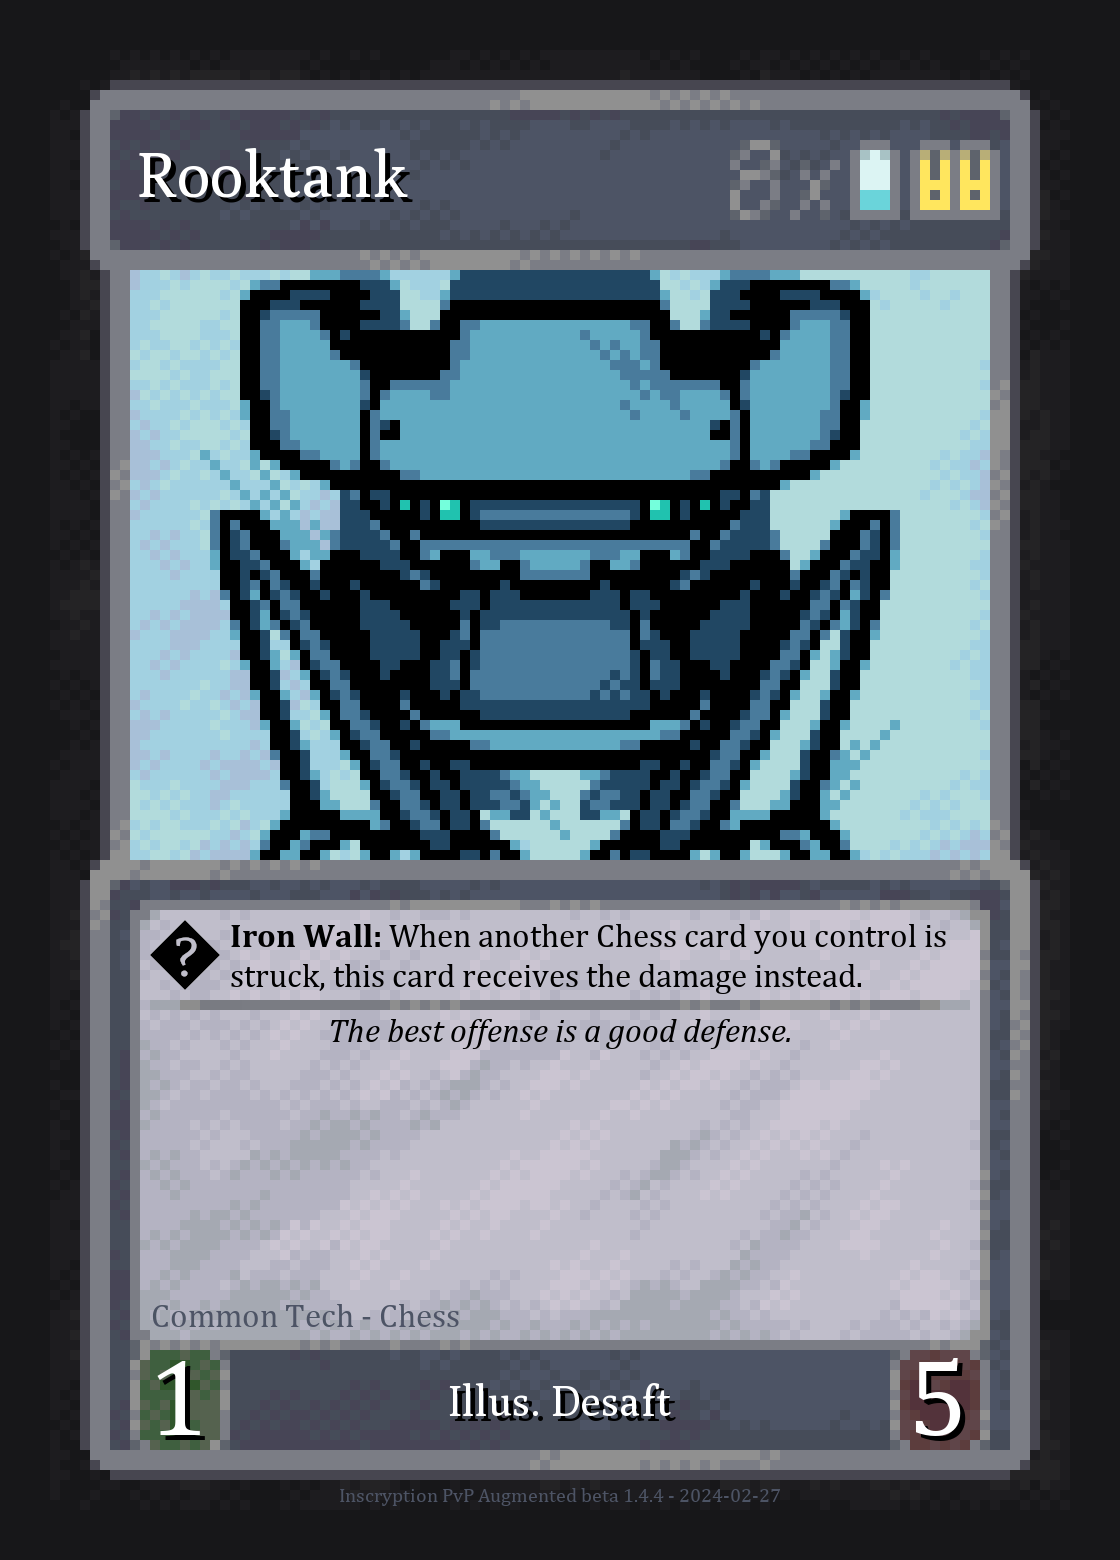 Rooktank 8x
? Iron Wall: When another Chess card you control is
struck, this card receives the damage instead.
The best offense is a good defense.
Common Tech - Chess
1 Illus. Desaft 5
Inscryption PvP Augmented beta 1.4.4 - 2024-02-27